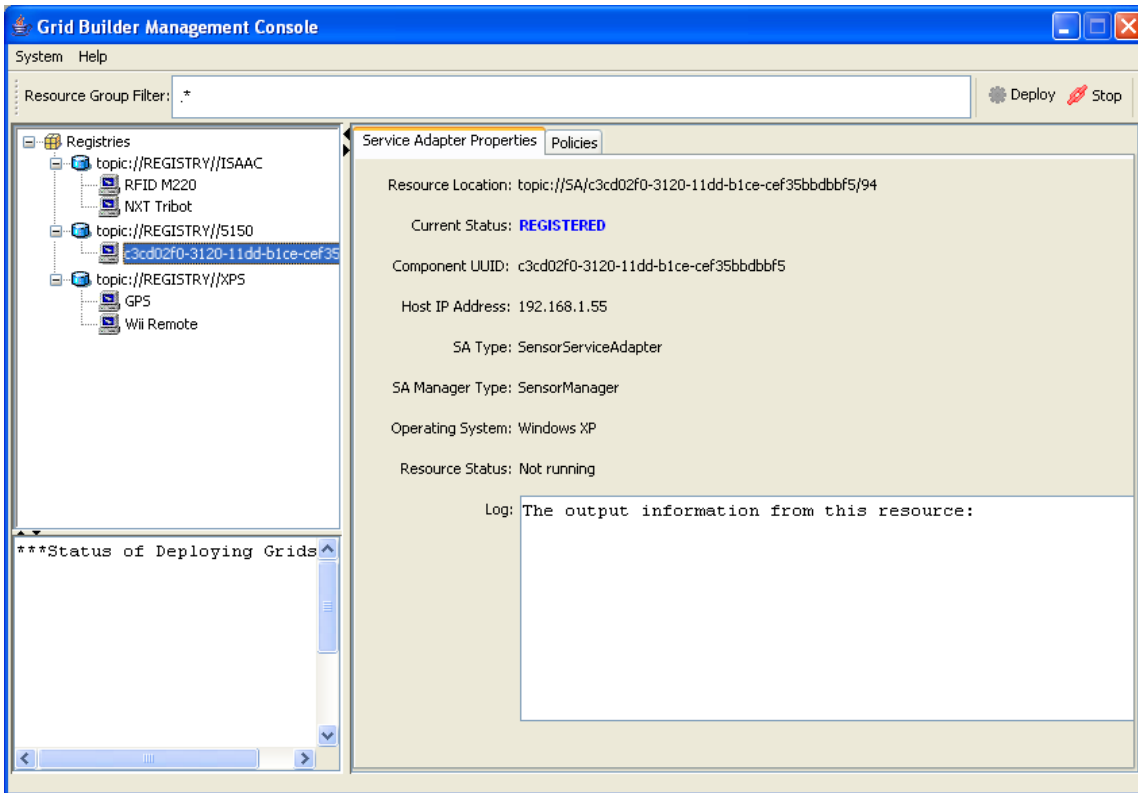 Grid Builder Management Console
System Help
Resource Group Filter: .*
Deploy Stop
Registries
topic://REGISTRY//ISAAC
RFID M220
NXT Tribot
topic://REGISTRY//5150
c3cd02f0-3120-11dd-b1ce-cef35
topic://REGISTRY//XPS
GPS
Wii Remote
***Status of Deploying Grids
Service Adapter Properties Policies
Resource Location: topic://SA/c3cd02f0-3120-11dd-b1ce-cef35bbdbbf5/94
Current Status: REGISTERED
Component UUID: c3cd02f0-3120-11dd-b1ce-cef35bbdbbf5
Host IP Address: 192.168.1.55
SA Type: SensorServiceAdapter
SA Manager Type: SensorManager
Operating System: Windows XP
Resource Status: Not running
Log: The output information from this resource: